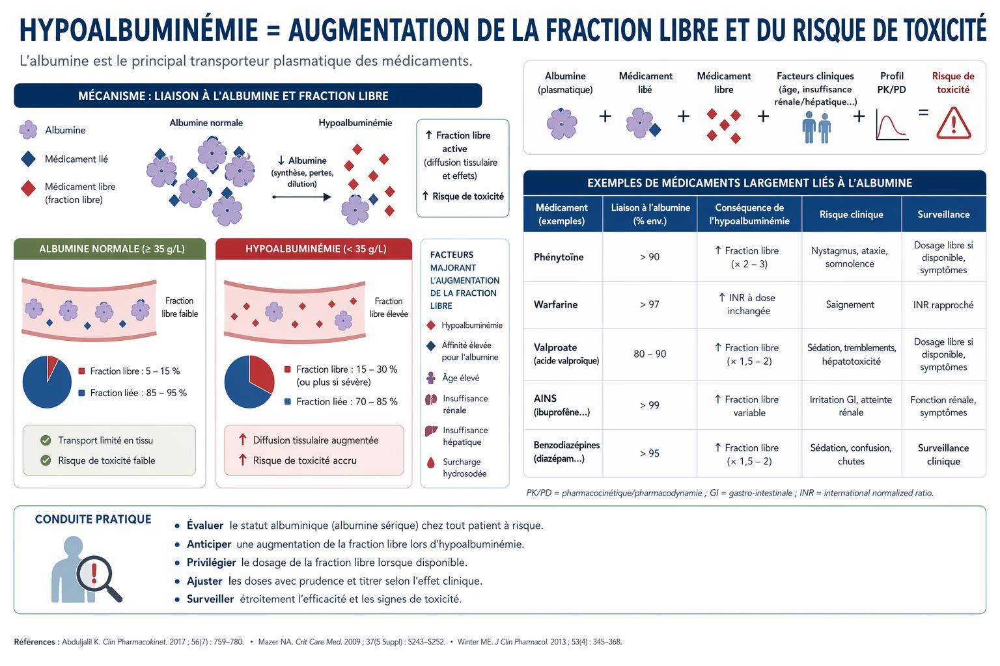 HYPOALBUMINÉMIE = AUGMENTATION DE LA FRACTION LIBRE ET DU RISQUE DE TOXICITÉ
L'albumine est le principal transporteur plasmatique des médicaments.
MÉCANISME : LIAISON À L'ALBUMINE ET FRACTION LIBRE
Albumine
Médicament lié
Médicament libre
(fraction libre)
Albumine normale
↓ Albumine
(synthèse, pertes,
dilution)
Hypoalbuminémie
↑ Fraction libre
active
(diffusion tissulaire
et effets)
↑ Risque de toxicité
Albumine
(plasmatique)
+
Médicament
libé
+
Médicament
libre
+
Facteurs cliniques
(âge, insuffisance
rénale/hépatique...)
+
Profil
PK/PD
=
Risque de
toxicité
ALBUMINE NORMALE (≥ 35 g/L)
Fraction
libre faible
Fraction libre : 5 – 15 %
Fraction liée : 85 – 95 %
Transport limité en tissu
Risque de toxicité faible
HYPOALBUMINÉMIE (< 35 g/L)
Fraction
libre élevée
Fraction libre : 15 – 30 %
(ou plus si sévère)
Fraction liée : 70 – 85 %
↑ Diffusion tissulaire augmentée
↑ Risque de toxicité accru
FACTEURS
MAJORANT
L'AUGMENTATION
DE LA FRACTION
LIBRE
Hypoalbuminémie
Affinité élevée
pour l'albumine
Âge élevé
Insuffisance
rénale
Insuffisance
hépatique
Surcharge
hydrosodée
EXEMPLES DE MÉDICAMENTS LARGEMENT LIÉS À L'ALBUMINE
Médicament
(exemples)
Liaison à l'albumine
(% env.)
Conséquence de
l'hypoalbuminémie
Risque clinique
Surveillance
Phénytoïne
> 90
↑ Fraction libre
(× 2 – 3)
Nystagmus, ataxie,
somnolence
Dosage libre si
disponible,
symptômes
Warfarine
> 97
↑ INR à dose
inchangée
Saignement
INR rapproché
Valproate
(acide valproïque)
80 – 90
↑ Fraction libre
(× 1,5 – 2)
Sédation, tremblements,
hépatotoxicité
Dosage libre si
disponible,
symptômes
AINS
(ibuprofêne...)
> 99
↑ Fraction libre
variable
Irritation GI, atteinte
rénale
Fonction rénale,
symptômes
Benzodiazépines
(diazépam...)
> 95
↑ Fraction libre
(× 1,5 – 2)
Sédation, confusion,
chutes
Surveillance
clinique
PK/PD = pharmacocinétique/pharmacodynamie ; GI = gastro-intestinale ; INR = international normalized ratio.
CONDUITE PRATIQUE
• Évaluer le statut albuminique (albumine sérique) chez tout patient à risque.
• Anticiper une augmentation de la fraction libre lors d'hypoalbuminémie.
• Privilégier le dosage de la fraction libre lorsque disponible.
• Ajuster les doses avec prudence et titrer selon l'effet clinique.
• Surveiller étroitement l'efficacité et les signes de toxicité.
Références : Abduljalil K. Clin Pharmacokinet. 2017 ; 56(7) : 759–780. • Mazer NA. Crit Care Med. 2009 ; 37(5 Suppl) : S243–S252. • Winter ME. J Clin Pharmacol. 2013 ; 53(4) : 345–368.